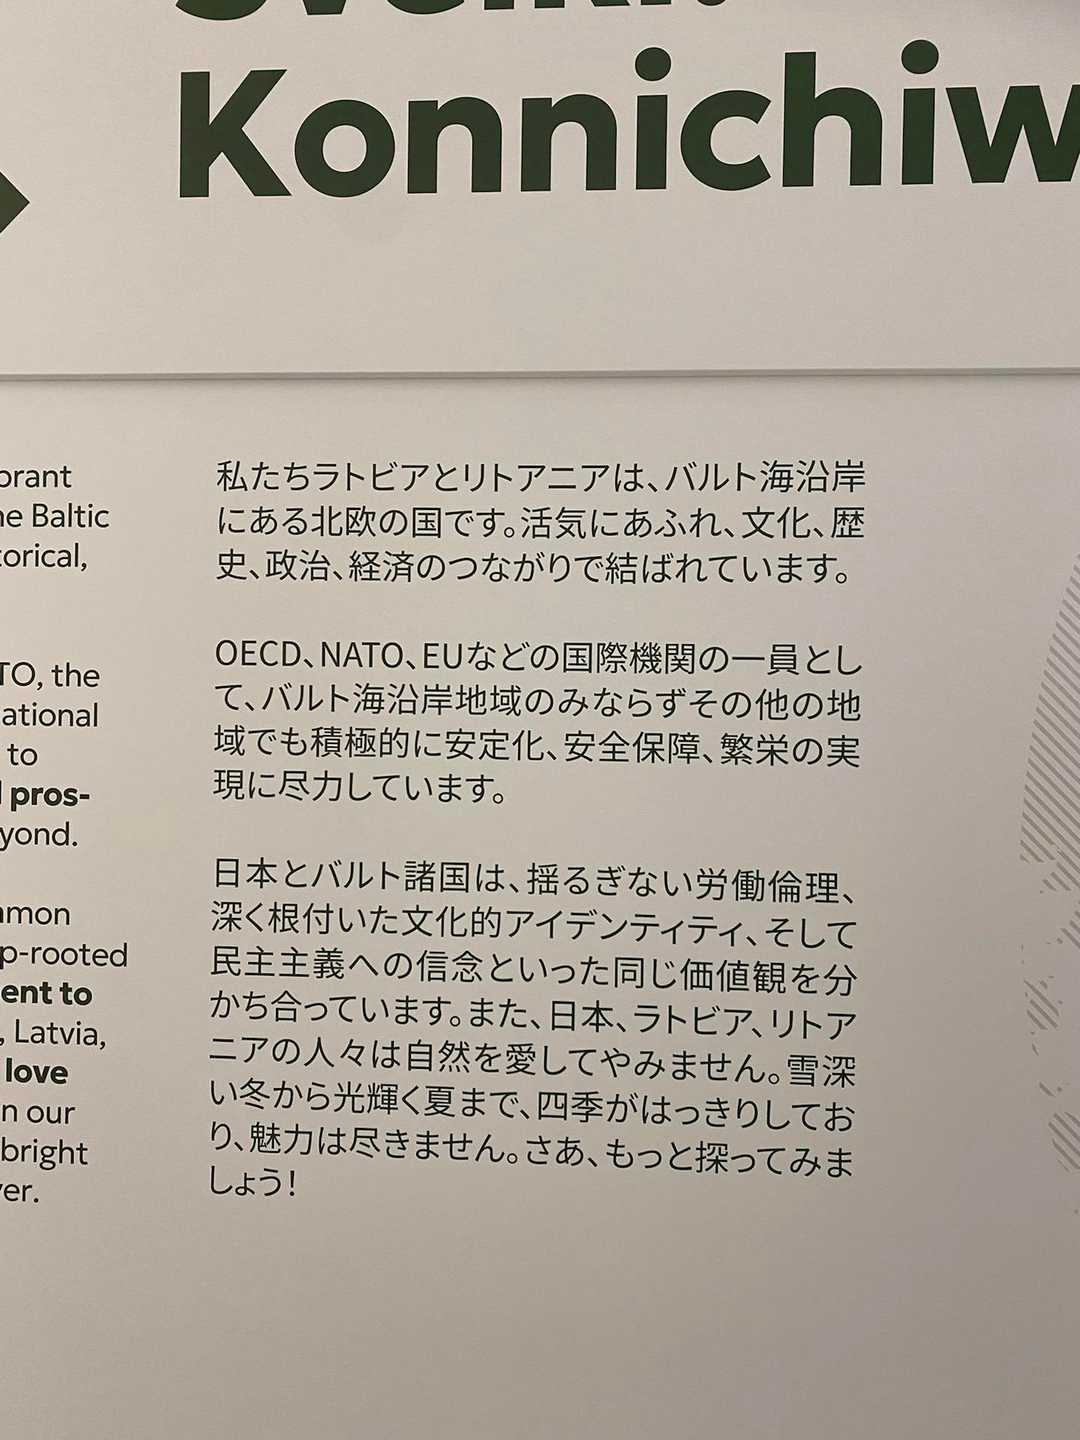 Konnichiw
orant
he Baltic
torical,
TO, the
ational
to
l pros-
yond.
mmon
p-rooted
ent to
, Latvia,
love
n our
bright
ver.
私たちラトビアとリトアニアは、バルト海沿岸
にある北欧の国です。活気にあふれ、文化、歴
史、政治、経済のつながりで結ばれています。
OECD、NATO、EUなどの国際機関の一員とし
て、バルト海沿岸地域のみならずその他の地
域でも積極的に安定化、安全保障、繁栄の実
現に尽力しています。
日本とバルト諸国は、揺るぎない労働倫理、
深く根付いた文化的アイデンティティ、そして
民主主義への信念といった同じ価値観を分
かち合っています。また、日本、ラトビア、リトア
ニアの人々は自然を愛してやみません。雪深
い冬から光輝く夏まで、四季がはっきりしてお
り、魅力は尽きません。さあ、もっと探ってみま
しょう！